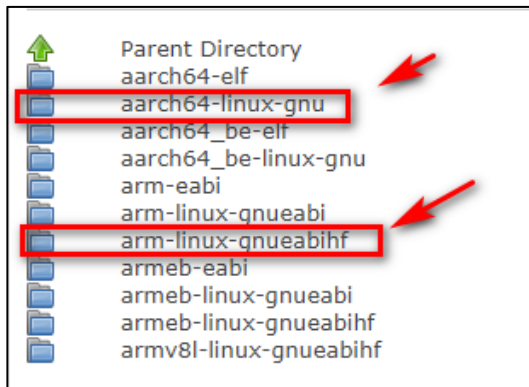 Parent Directory
aarch64-elf
aarch64-linux-gnu
aarch64_be-elf
aarch64_be-linux-gnu
arm-eabi
arm-linux-gnueabi
arm-linux-gnueabihf
armeb-eabi
armeb-linux-gnueabi
armeb-linux-gnueabihf
armv8l-linux-gnueabihf